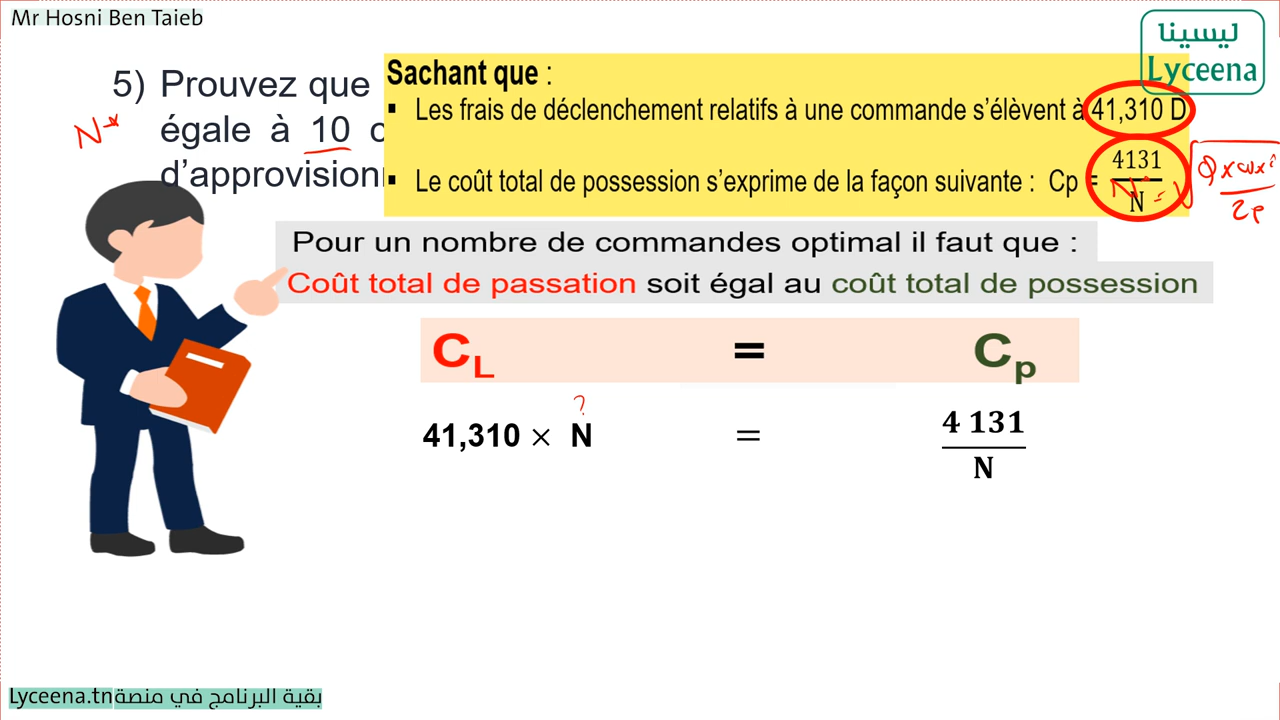 Mr Hosni Ben Taieb
ليسينا
Lyceena
5) Prouvez que
égale à 10 c
d'approvisionn
N*
Sachant que :
▪ Les frais de déclenchement relatifs à une commande s'élèvent à 41,310 D
▪ Le coût total de possession s'exprime de la façon suivante : Cp = 4131/N
Pour un nombre de commandes optimal il faut que :
Coût total de passation soit égal au coût total de possession
CL = Cp
?
41,310 × N = 4 131/N
Lyceena.tn بقية البرنامج في منصة